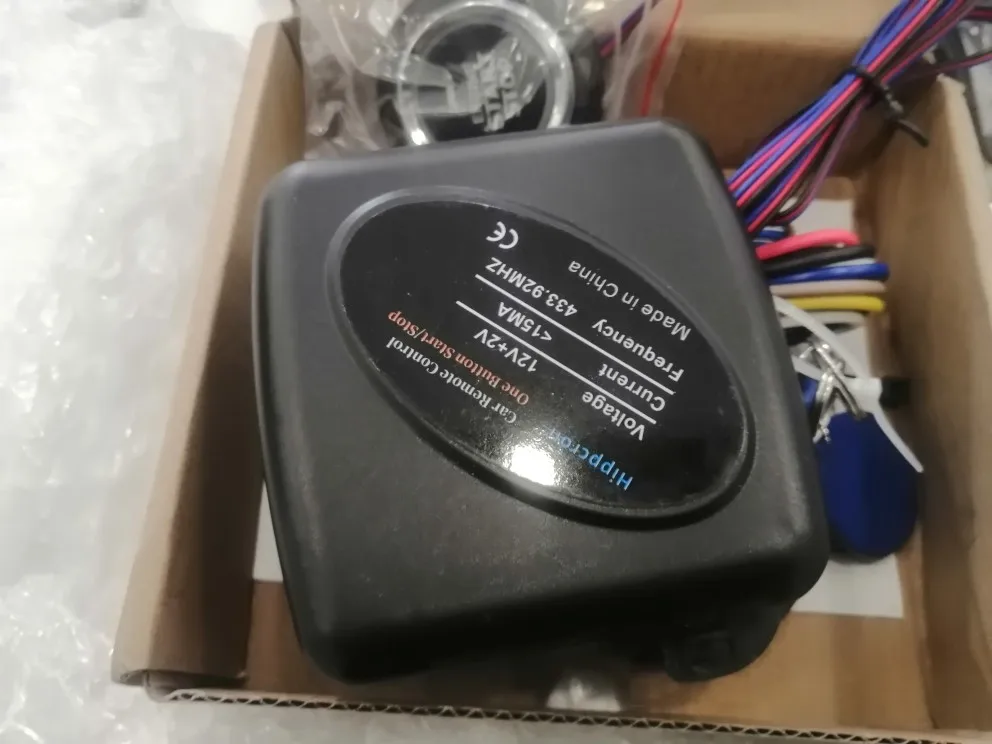 Hippcron
Car Remote Control
One Button Start/Stop
Voltage 12V+2V
Current <15MA
Frequency 433.92MHZ
Made in China
CE